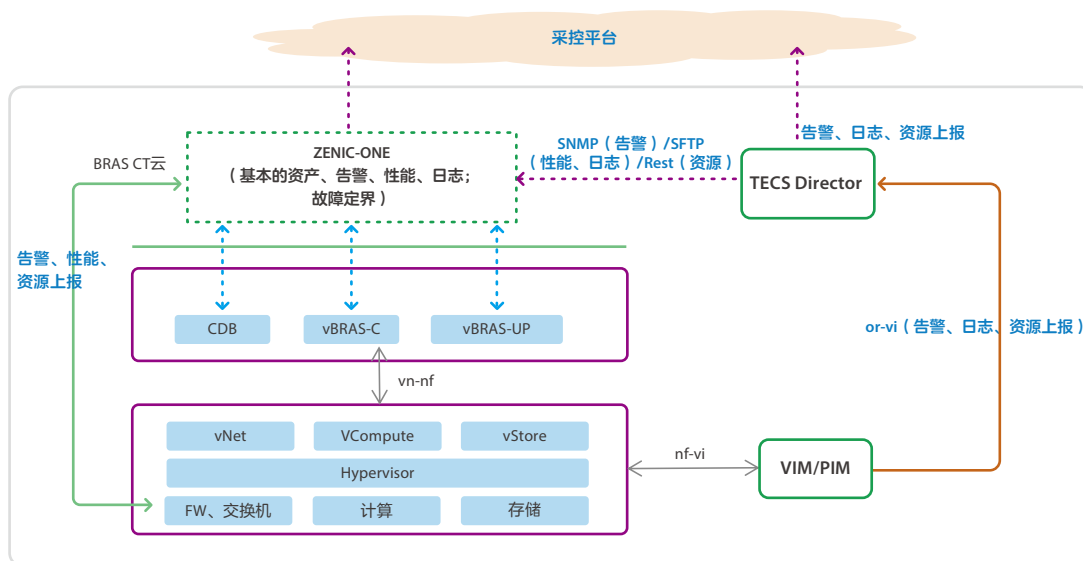 采控平台
告警、日志、资源上报
SNMP（告警）/SFTP
（性能、日志）/Rest（资源）
BRAS CT云
ZENIC-ONE
（基本的资产、告警、性能、日志；
故障定界）
TECS Director
告警、性能、
资源上报
CDB
vBRAS-C
vBRAS-UP
or-vi（告警、日志、资源上报）
vn-nf
vNet
VCompute
vStore
Hypervisor
FW、交换机
计算
存储
nf-vi
VIM/PIM